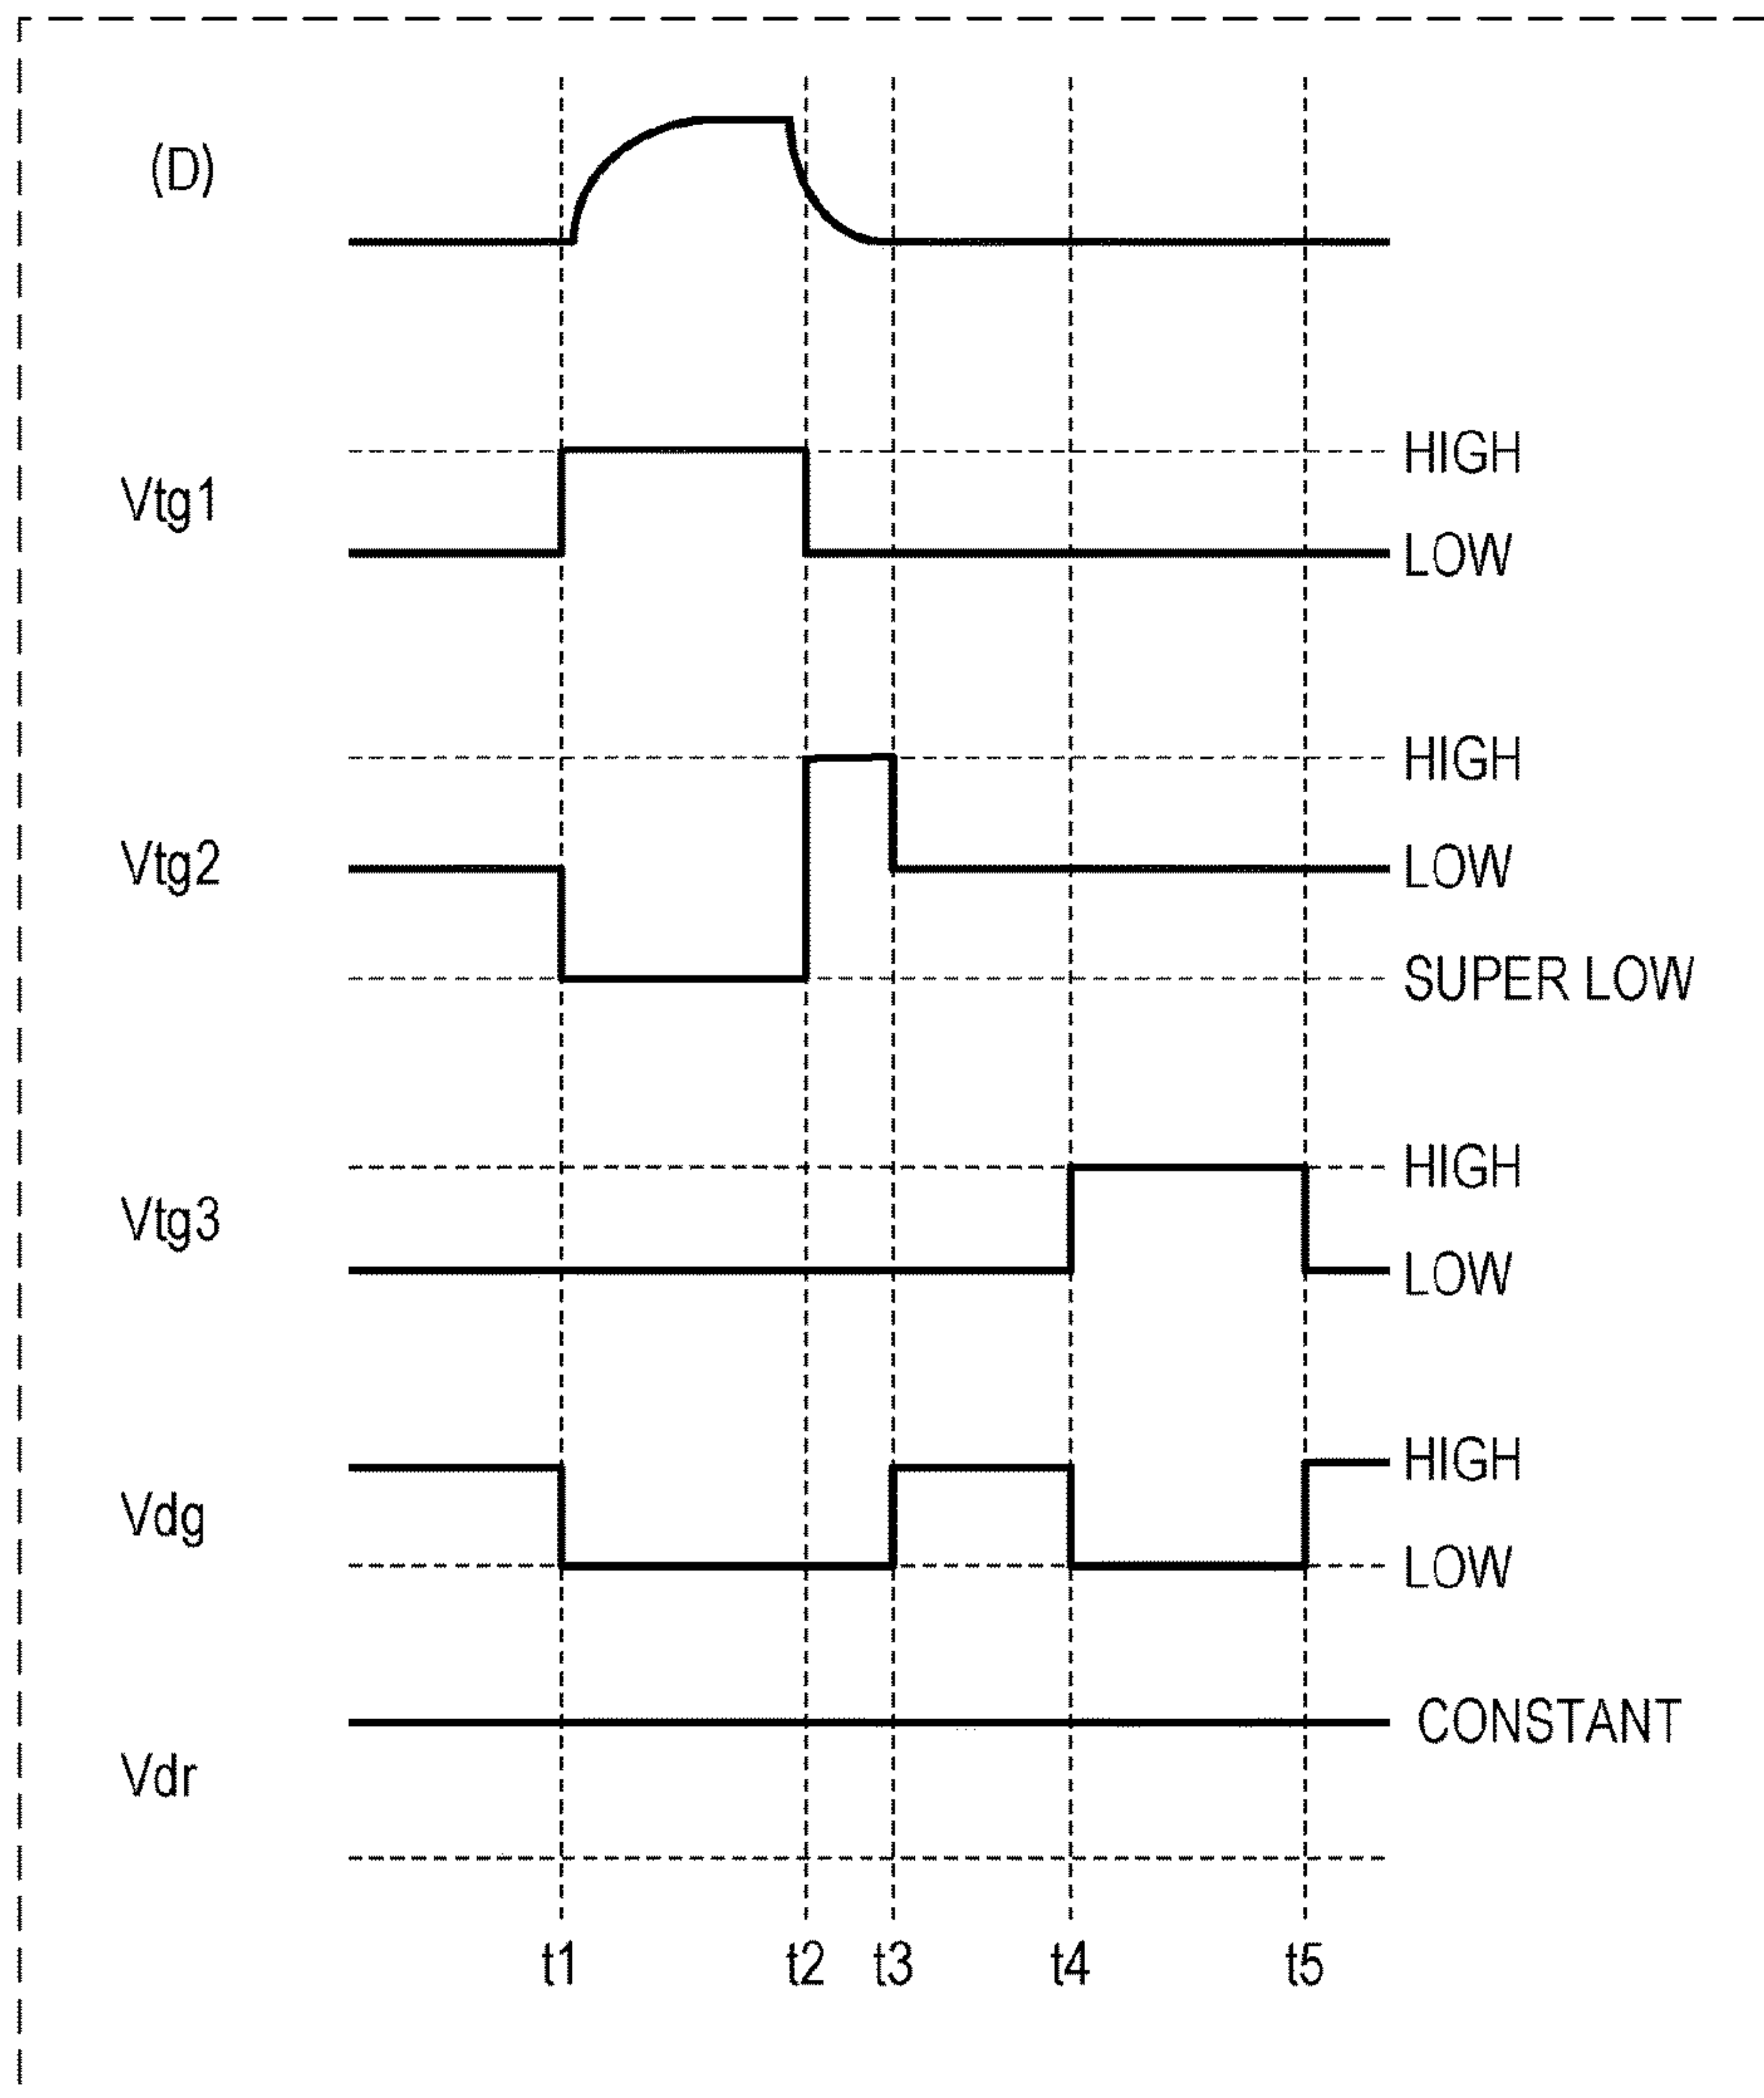 (D)
HIGH
Vtg1
LOW
HIGH
Vtg2
LOW
SUPER LOW
HIGH
Vtg3
LOW
HIGH
Vdg
LOW
CONSTANT
Vdr
t1 t2 t3 t4 t5